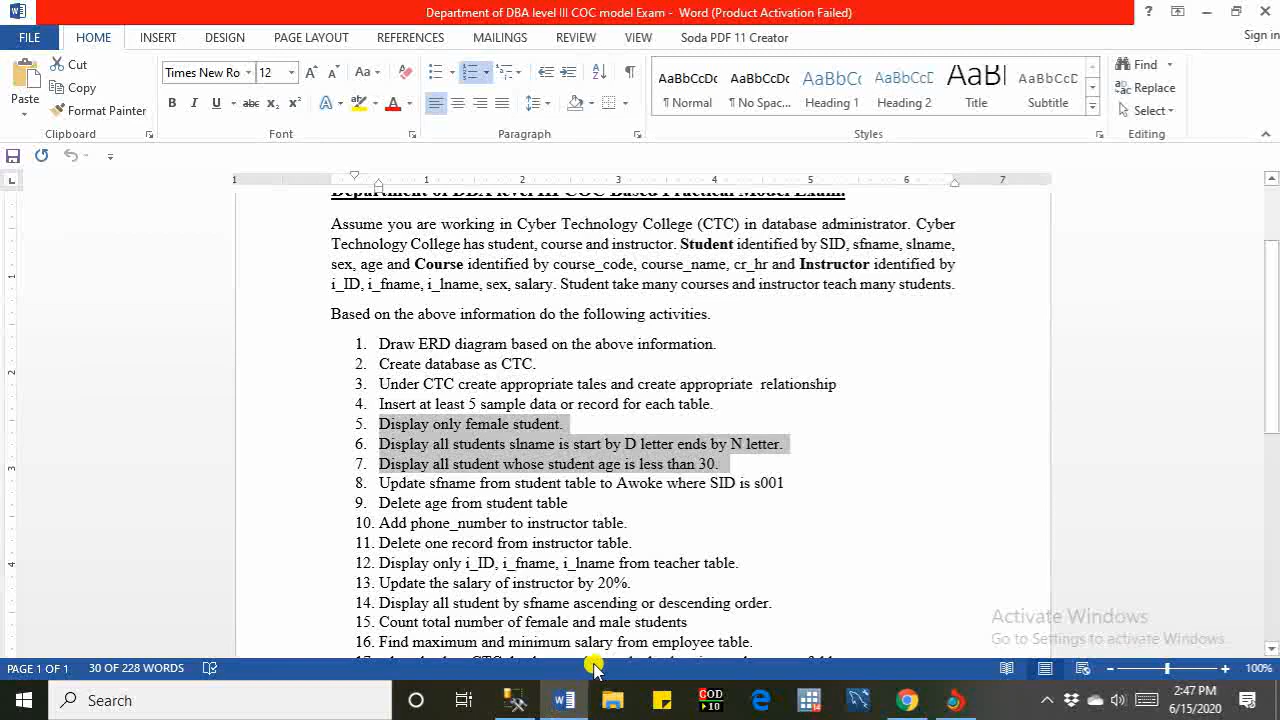 Department of DBA level III COC model Exam - Word (Product Activation Failed)
FILE HOME INSERT DESIGN PAGE LAYOUT REFERENCES MAILINGS REVIEW VIEW Soda PDF 11 Creator Sign in
Paste
Cut
Copy
Format Painter
Clipboard
Times New Ro 12
Font
Paragraph
AaBbCcDc AaBbCcDc AaBbCc AaBbCcD AaBl AaBbCcD
¶ Normal ¶ No Spac... Heading 1 Heading 2 Title Subtitle
Styles
Find
Replace
Select
Editing
Department of DBA level III COC Based Practical Model Exam.
Assume you are working in Cyber Technology College (CTC) in database administrator. Cyber
Technology College has student, course and instructor. Student identified by SID, sfname, slname,
sex, age and Course identified by course_code, course_name, cr_hr and Instructor identified by
i_ID, i_fname, i_lname, sex, salary. Student take many courses and instructor teach many students.
Based on the above information do the following activities.
1. Draw ERD diagram based on the above information.
2. Create database as CTC.
3. Under CTC create appropriate tales and create appropriate relationship
4. Insert at least 5 sample data or record for each table.
5. Display only female student.
6. Display all students slname is start by D letter ends by N letter.
7. Display all student whose student age is less than 30.
8. Update sfname from student table to Awoke where SID is s001
9. Delete age from student table
10. Add phone_number to instructor table.
11. Delete one record from instructor table.
12. Display only i_ID, i_fname, i_lname from teacher table.
13. Update the salary of instructor by 20%.
14. Display all student by sfname ascending or descending order.
15. Count total number of female and male students
16. Find maximum and minimum salary from employee table.
Activate Windows
Go to Settings to activate Windows.
PAGE 1 OF 1 30 OF 228 WORDS 100%
Search
2:47 PM
6/15/2020